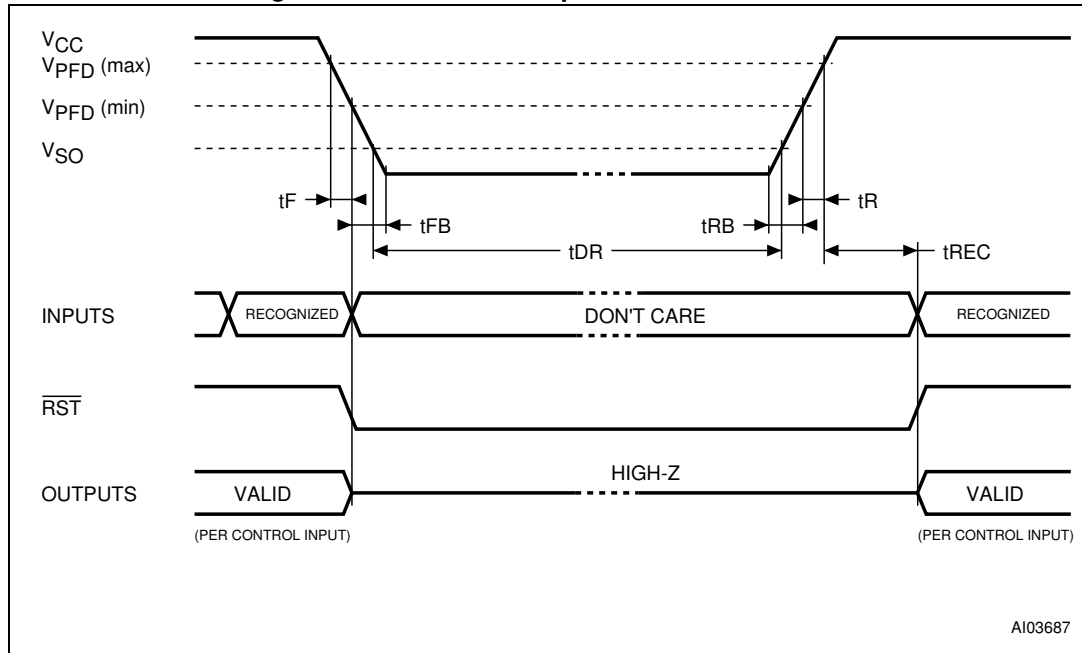 VCC
VPFD (max)
VPFD (min)
VSO
tF
tFB
tDR
tRB
tR
tREC
INPUTS
RECOGNIZED
DON'T CARE
RECOGNIZED
RST
HIGH-Z
OUTPUTS
VALID
VALID
(PER CONTROL INPUT)
(PER CONTROL INPUT)
AI03687